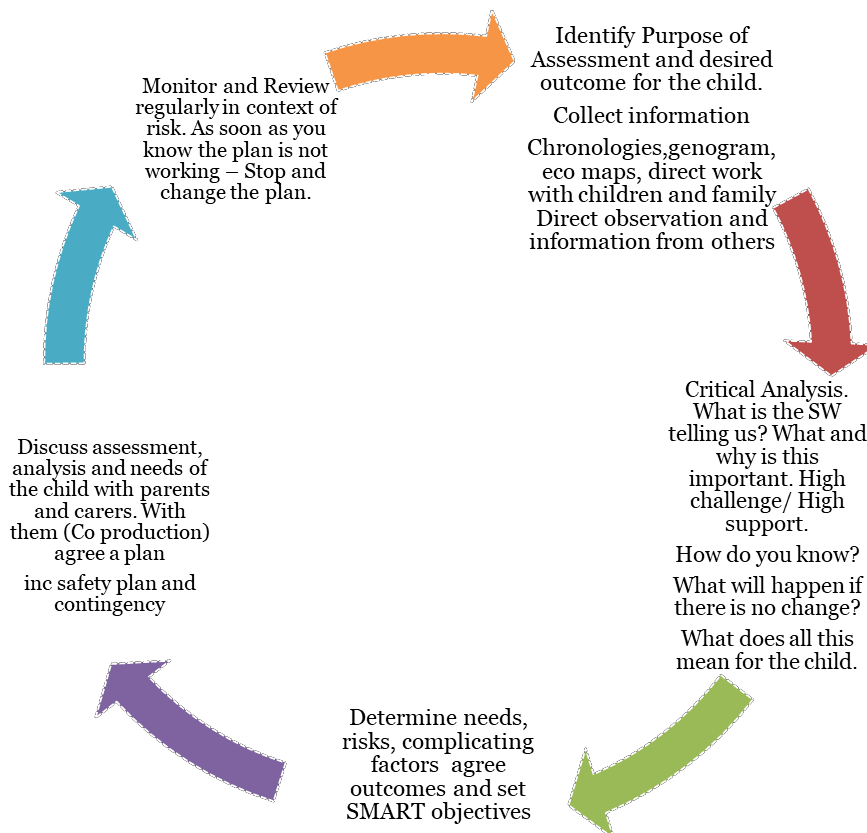 Identify Purpose of
Assessment and desired
outcome for the child.
Collect information
Chronologies,genogram,
eco maps, direct work
with children and family
Direct observation and
information from others
Critical Analysis.
What is the SW
telling us? What and
why is this
important. High
challenge/ High
support.
How do you know?
What will happen if
there is no change?
What does all this
mean for the child.
Determine needs,
risks, complicating
factors agree
outcomes and set
SMART objectives
Discuss assessment,
analysis and needs of
the child with parents
and carers. With
them (Co production)
agree a plan
inc safety plan and
contingency
Monitor and Review
regularly in context of
risk. As soon as you
know the plan is not
working – Stop and
change the plan.